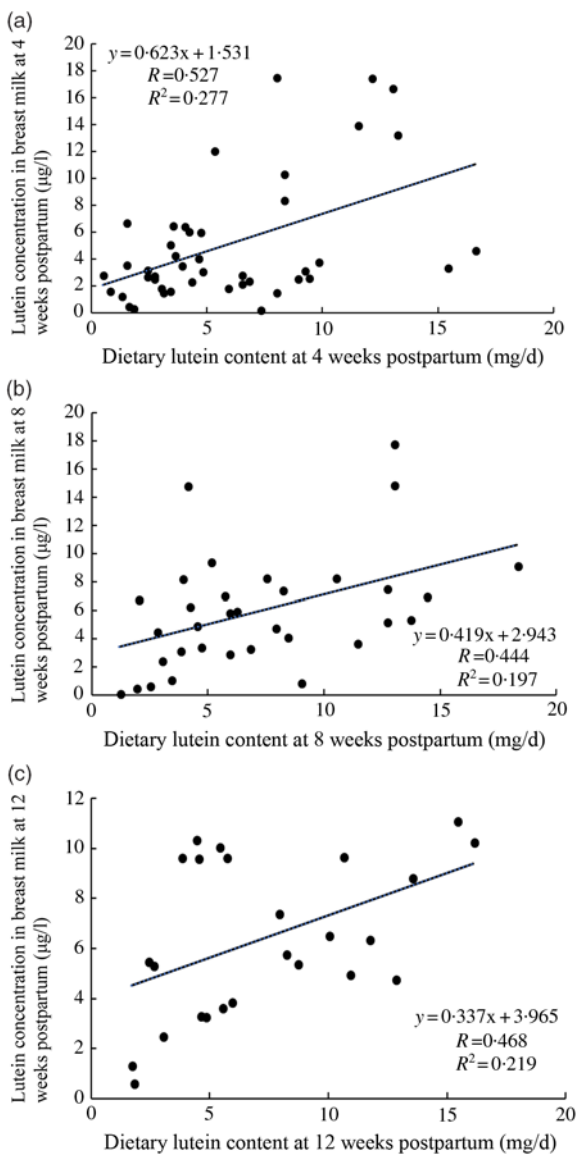 (a)
Lutein concentration in breast milk at 4
weeks postpartum (µg/l)
20
18
16
14
12
10
8
6
4
2
0
y=0·623x+1·531
R=0·527
R²=0·277
0 5 10 15 20
Dietary lutein content at 4 weeks postpartum (mg/d)
(b)
Lutein concentration in breast milk at 8
weeks postpartum (µg/l)
20
18
16
14
12
10
8
6
4
2
0
y=0·419x+2·943
R=0·444
R²=0·197
0 5 10 15 20
Dietary lutein content at 8 weeks postpartum (mg/d)
(c)
Lutein concentration in breast milk at 12
weeks postpartum (µg/l)
12
10
8
6
4
2
0
y=0·337x+3·965
R=0·468
R²=0·219
0 5 10 15 20
Dietary lutein content at 12 weeks postpartum (mg/d)